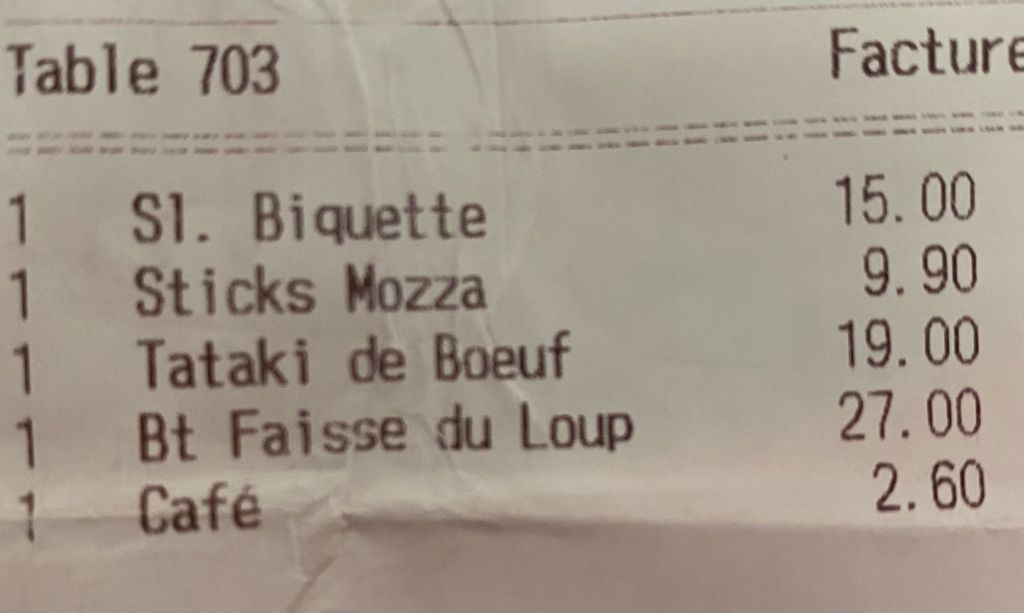 Table 703 Facture
1 Sl. Biquette 15.00
1 Sticks Mozza 9.90
1 Tataki de Boeuf 19.00
1 Bt Faisse du Loup 27.00
1 Café 2.60